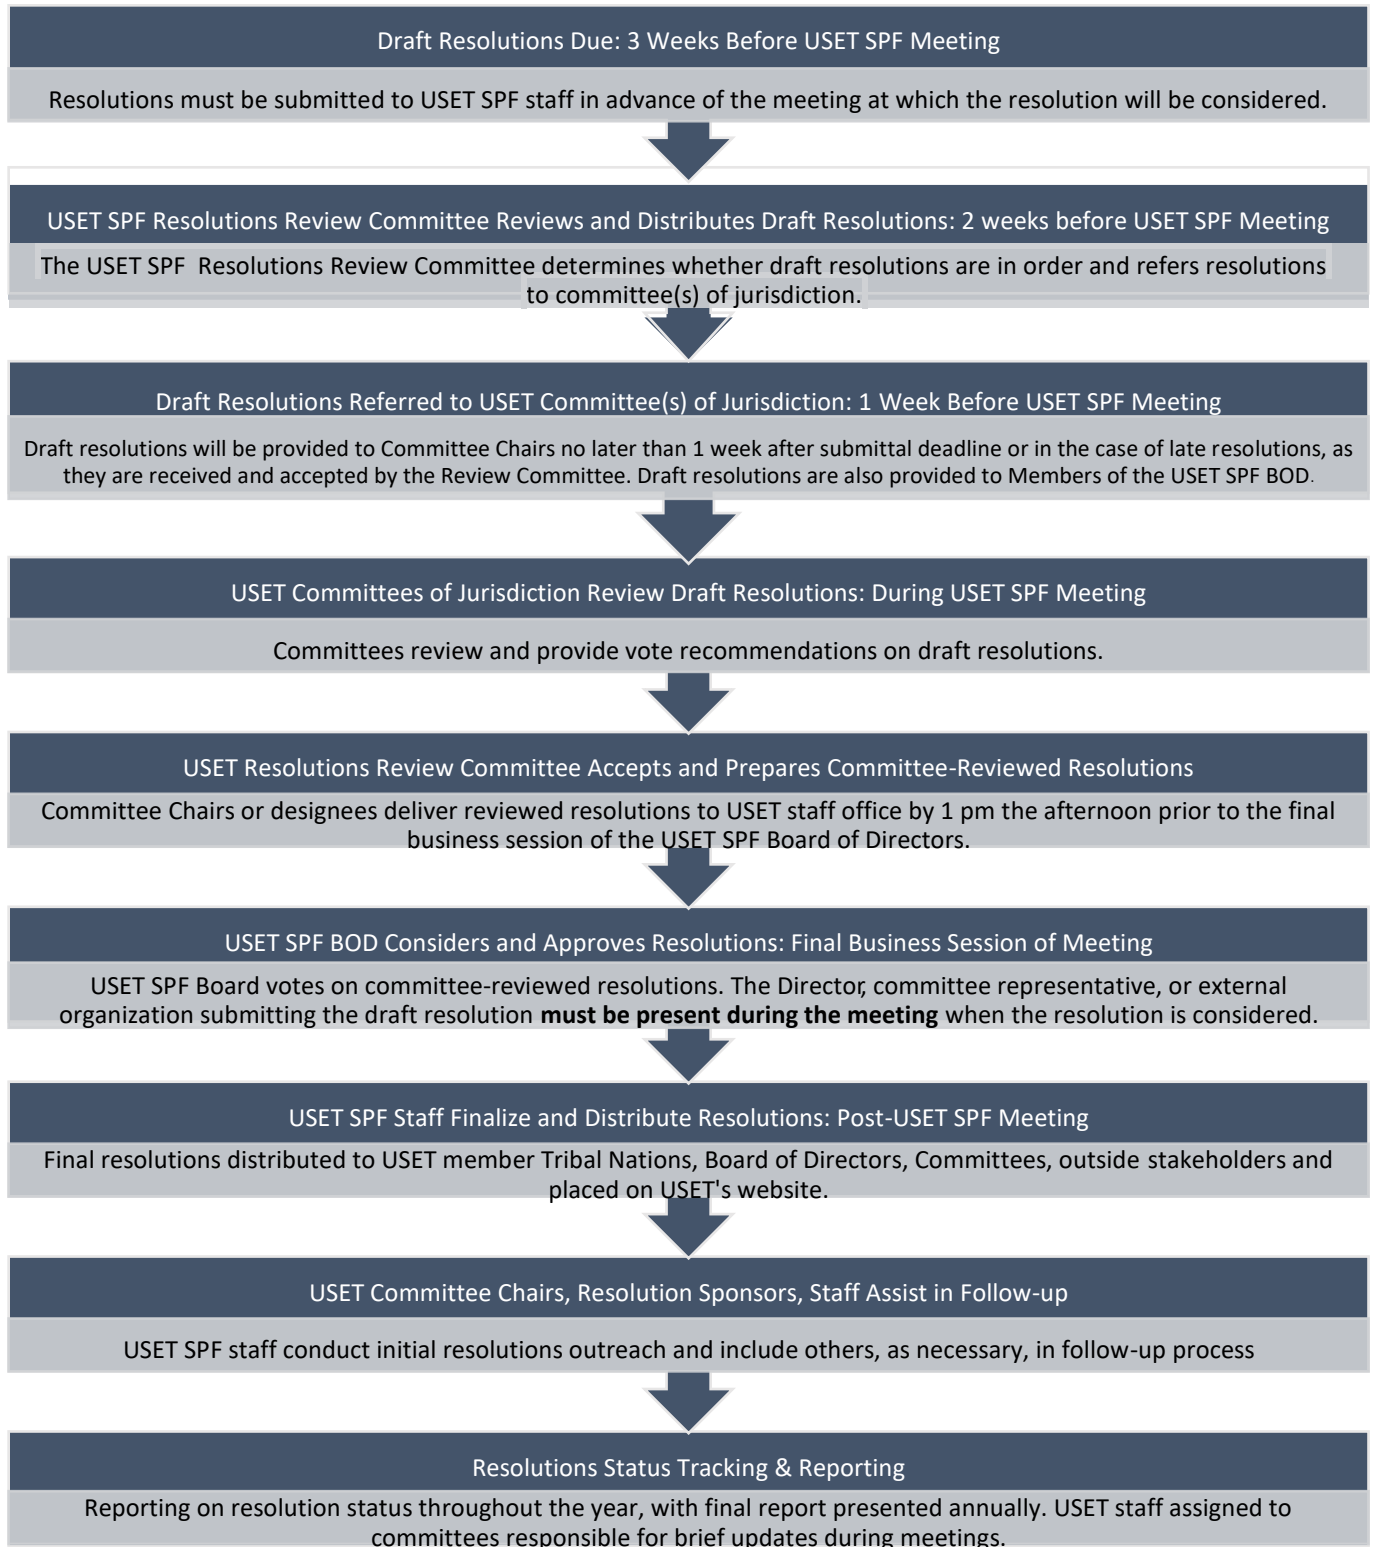 Draft Resolutions Due: 3 Weeks Before USET SPF Meeting
Resolutions must be submitted to USET SPF staff in advance of the meeting at which the resolution will be considered.
USET SPF Resolutions Review Committee Reviews and Distributes Draft Resolutions: 2 weeks before USET SPF Meeting
The USET SPF Resolutions Review Committee determines whether draft resolutions are in order and refers resolutions
to committee(s) of jurisdiction.
Draft Resolutions Referred to USET Committee(s) of Jurisdiction: 1 Week Before USET SPF Meeting
Draft resolutions will be provided to Committee Chairs no later than 1 week after submittal deadline or in the case of late resolutions, as
they are received and accepted by the Review Committee. Draft resolutions are also provided to Members of the USET SPF BOD.
USET Committees of Jurisdiction Review Draft Resolutions: During USET SPF Meeting
Committees review and provide vote recommendations on draft resolutions.
USET Resolutions Review Committee Accepts and Prepares Committee-Reviewed Resolutions
Committee Chairs or designees deliver reviewed resolutions to USET staff office by 1 pm the afternoon prior to the final
business session of the USET SPF Board of Directors.
USET SPF BOD Considers and Approves Resolutions: Final Business Session of Meeting
USET SPF Board votes on committee-reviewed resolutions. The Director, committee representative, or external
organization submitting the draft resolution must be present during the meeting when the resolution is considered.
USET SPF Staff Finalize and Distribute Resolutions: Post-USET SPF Meeting
Final resolutions distributed to USET member Tribal Nations, Board of Directors, Committees, outside stakeholders and
placed on USET's website.
USET Committee Chairs, Resolution Sponsors, Staff Assist in Follow-up
USET SPF staff conduct initial resolutions outreach and include others, as necessary, in follow-up process
Resolutions Status Tracking & Reporting
Reporting on resolution status throughout the year, with final report presented annually. USET staff assigned to
committees responsible for brief updates during meetings.